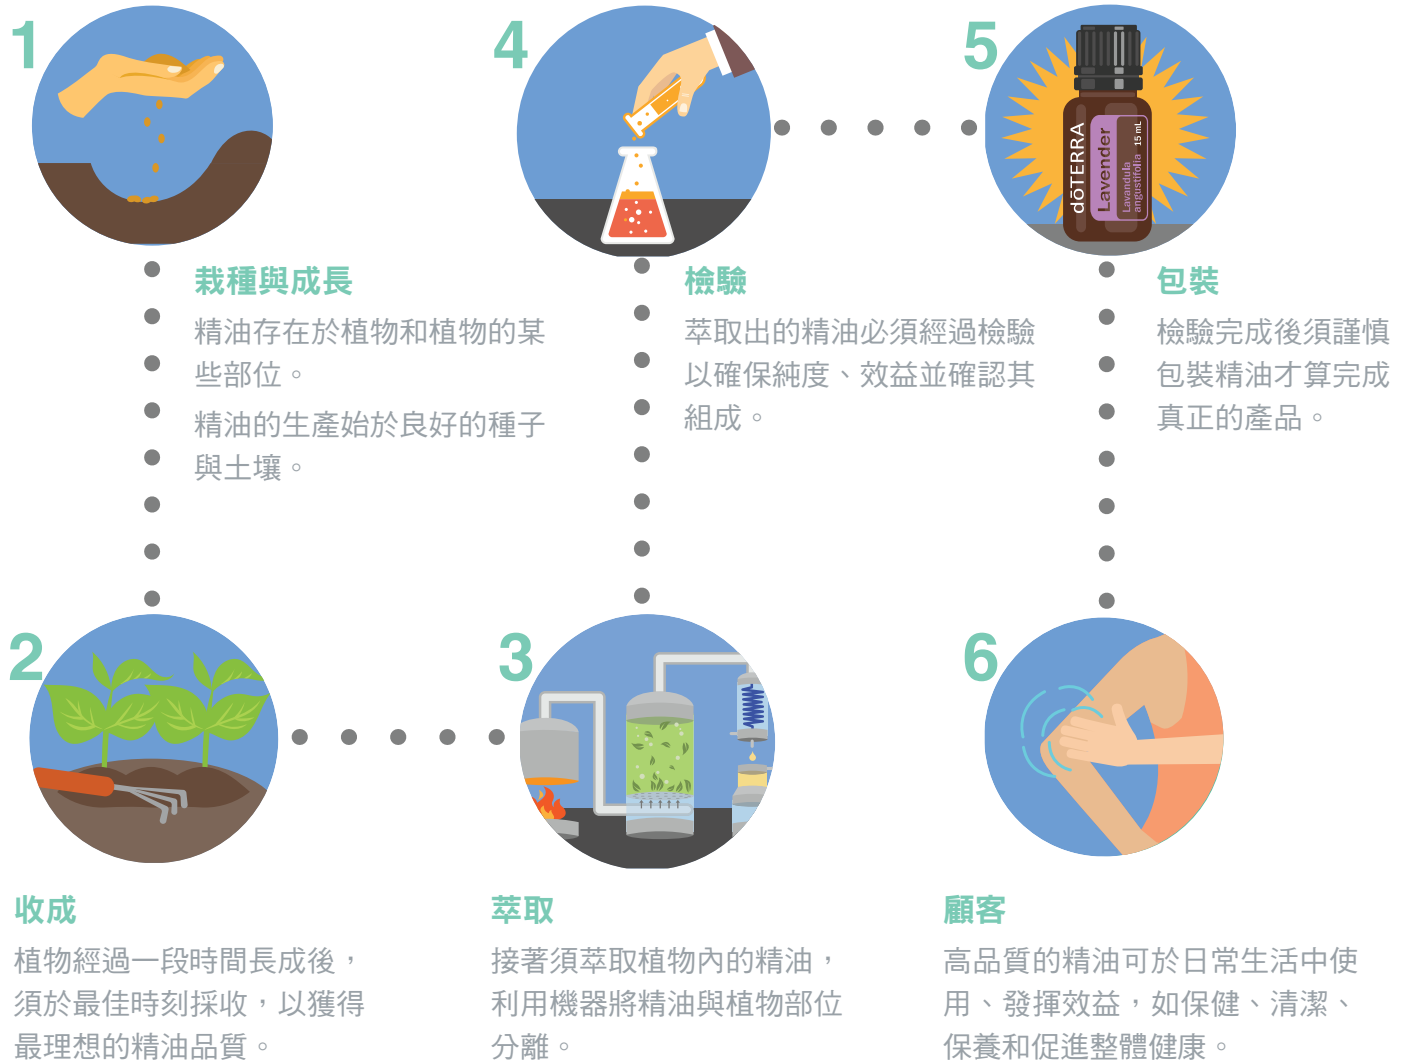 1
栽種與成長
精油存在於植物和植物的某
些部位。
精油的生產始於良好的種子
與土壤。
2
收成
植物經過一段時間長成後，
須於最佳時刻採收，以獲得
最理想的精油品質。
3
萃取
接著須萃取植物內的精油，
利用機器將精油與植物部位
分離。
4
檢驗
萃取出的精油必須經過檢驗
以確保純度、效益並確認其
組成。
5
dōTERRA
Lavender
Lavandula
angustifolia 15 mL
包裝
檢驗完成後須謹慎
包裝精油才算完成
真正的產品。
6
顧客
高品質的精油可於日常生活中使
用、發揮效益，如保健、清潔、
保養和促進整體健康。